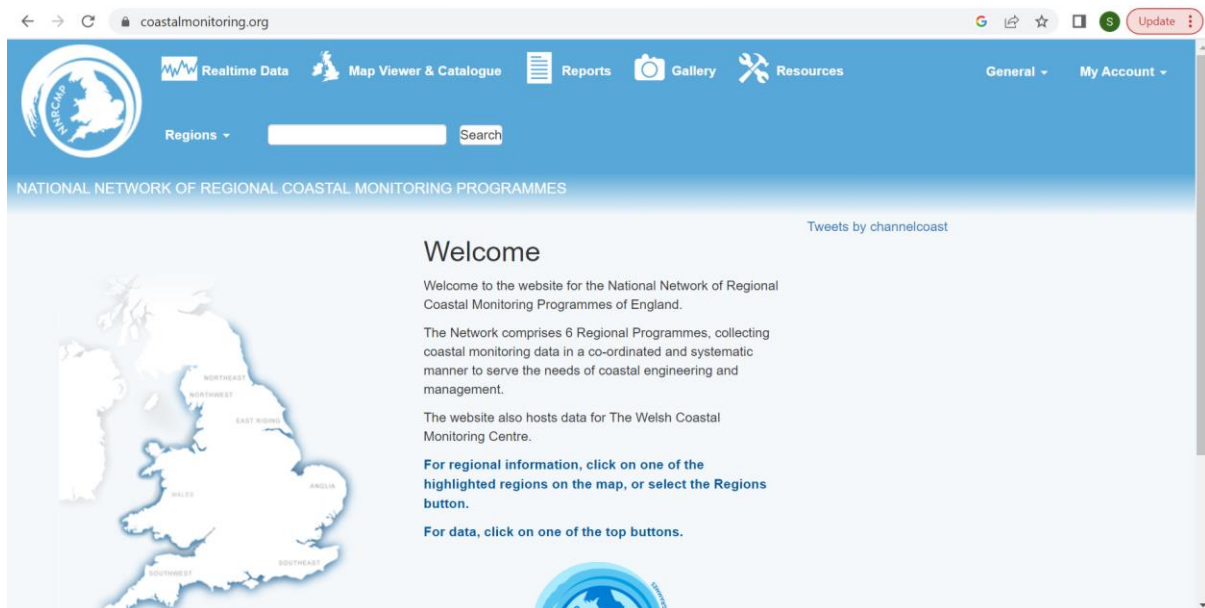 coastalmonitoring.org
G
S
Update
NNRCMP
Realtime Data
Map Viewer & Catalogue
Reports
Gallery
Resources
General
My Account
Regions
Search
NATIONAL NETWORK OF REGIONAL COASTAL MONITORING PROGRAMMES
Tweets by channelcoast
Welcome
Welcome to the website for the National Network of Regional
Coastal Monitoring Programmes of England.
The Network comprises 6 Regional Programmes, collecting
coastal monitoring data in a co-ordinated and systematic
manner to serve the needs of coastal engineering and
management.
The website also hosts data for The Welsh Coastal
Monitoring Centre.
For regional information, click on one of the
highlighted regions on the map, or select the Regions
button.
For data, click on one of the top buttons.
NORTHEAST
NORTHWEST
EAST RIDING
ANGLIA
WALES
SOUTHEAST
SOUTHWEST